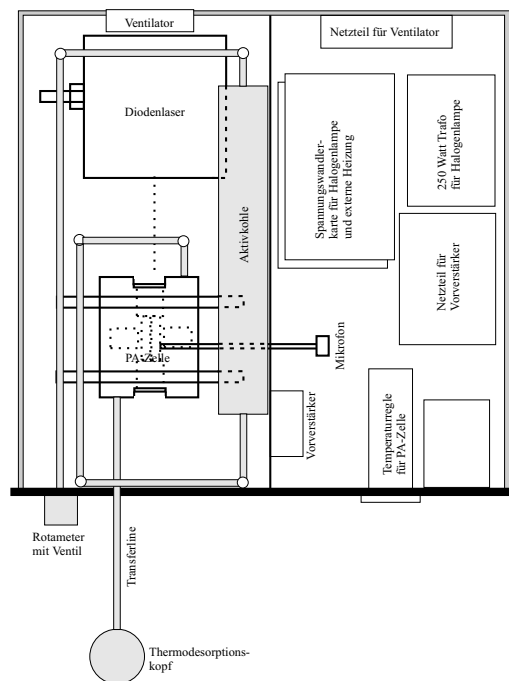 Ventilator
Netzteil für Ventilator
Diodenlaser
Spannungswandler-
karte für Halogenlampe
und externe Heizung
250 Watt Trafo
für Halogenlampe
Aktivkohle
Netzteil für
Vorverstärker
PA-Zelle
Mikrofon
Vorverstärker
Temperaturregle
für PA-Zelle
Rotameter
mit Ventil
Transferline
Thermodesorptions-
kopf